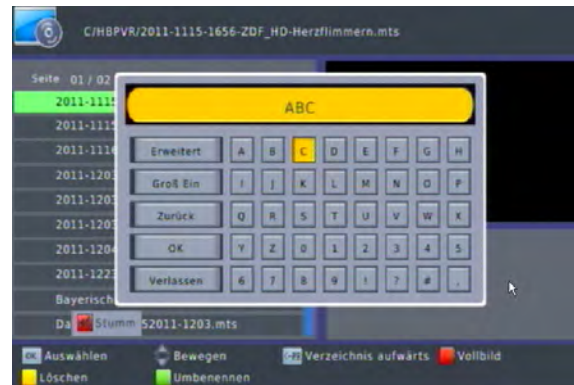 C/HBPVR/2011-1115-1656-ZDF_HD-Herzflimmern.mts
Seite 01 / 02
2011-1115
2011-1115
2011-1116
2011-1203
2011-1203
2011-1203
2011-1204
2011-1223
Bayerisch
Da Stumm S2011-1203.mts
ABC
Erweitert A B C D E F G H
Groß Ein I J K L M N O P
Zurück Q R S T U V W X
OK Y Z 0 1 2 3 4 5
Verlassen 6 7 8 9 ! ? # .
OK Auswählen Bewegen Verzeichnis aufwärts Vollbild
Löschen Umbenennen